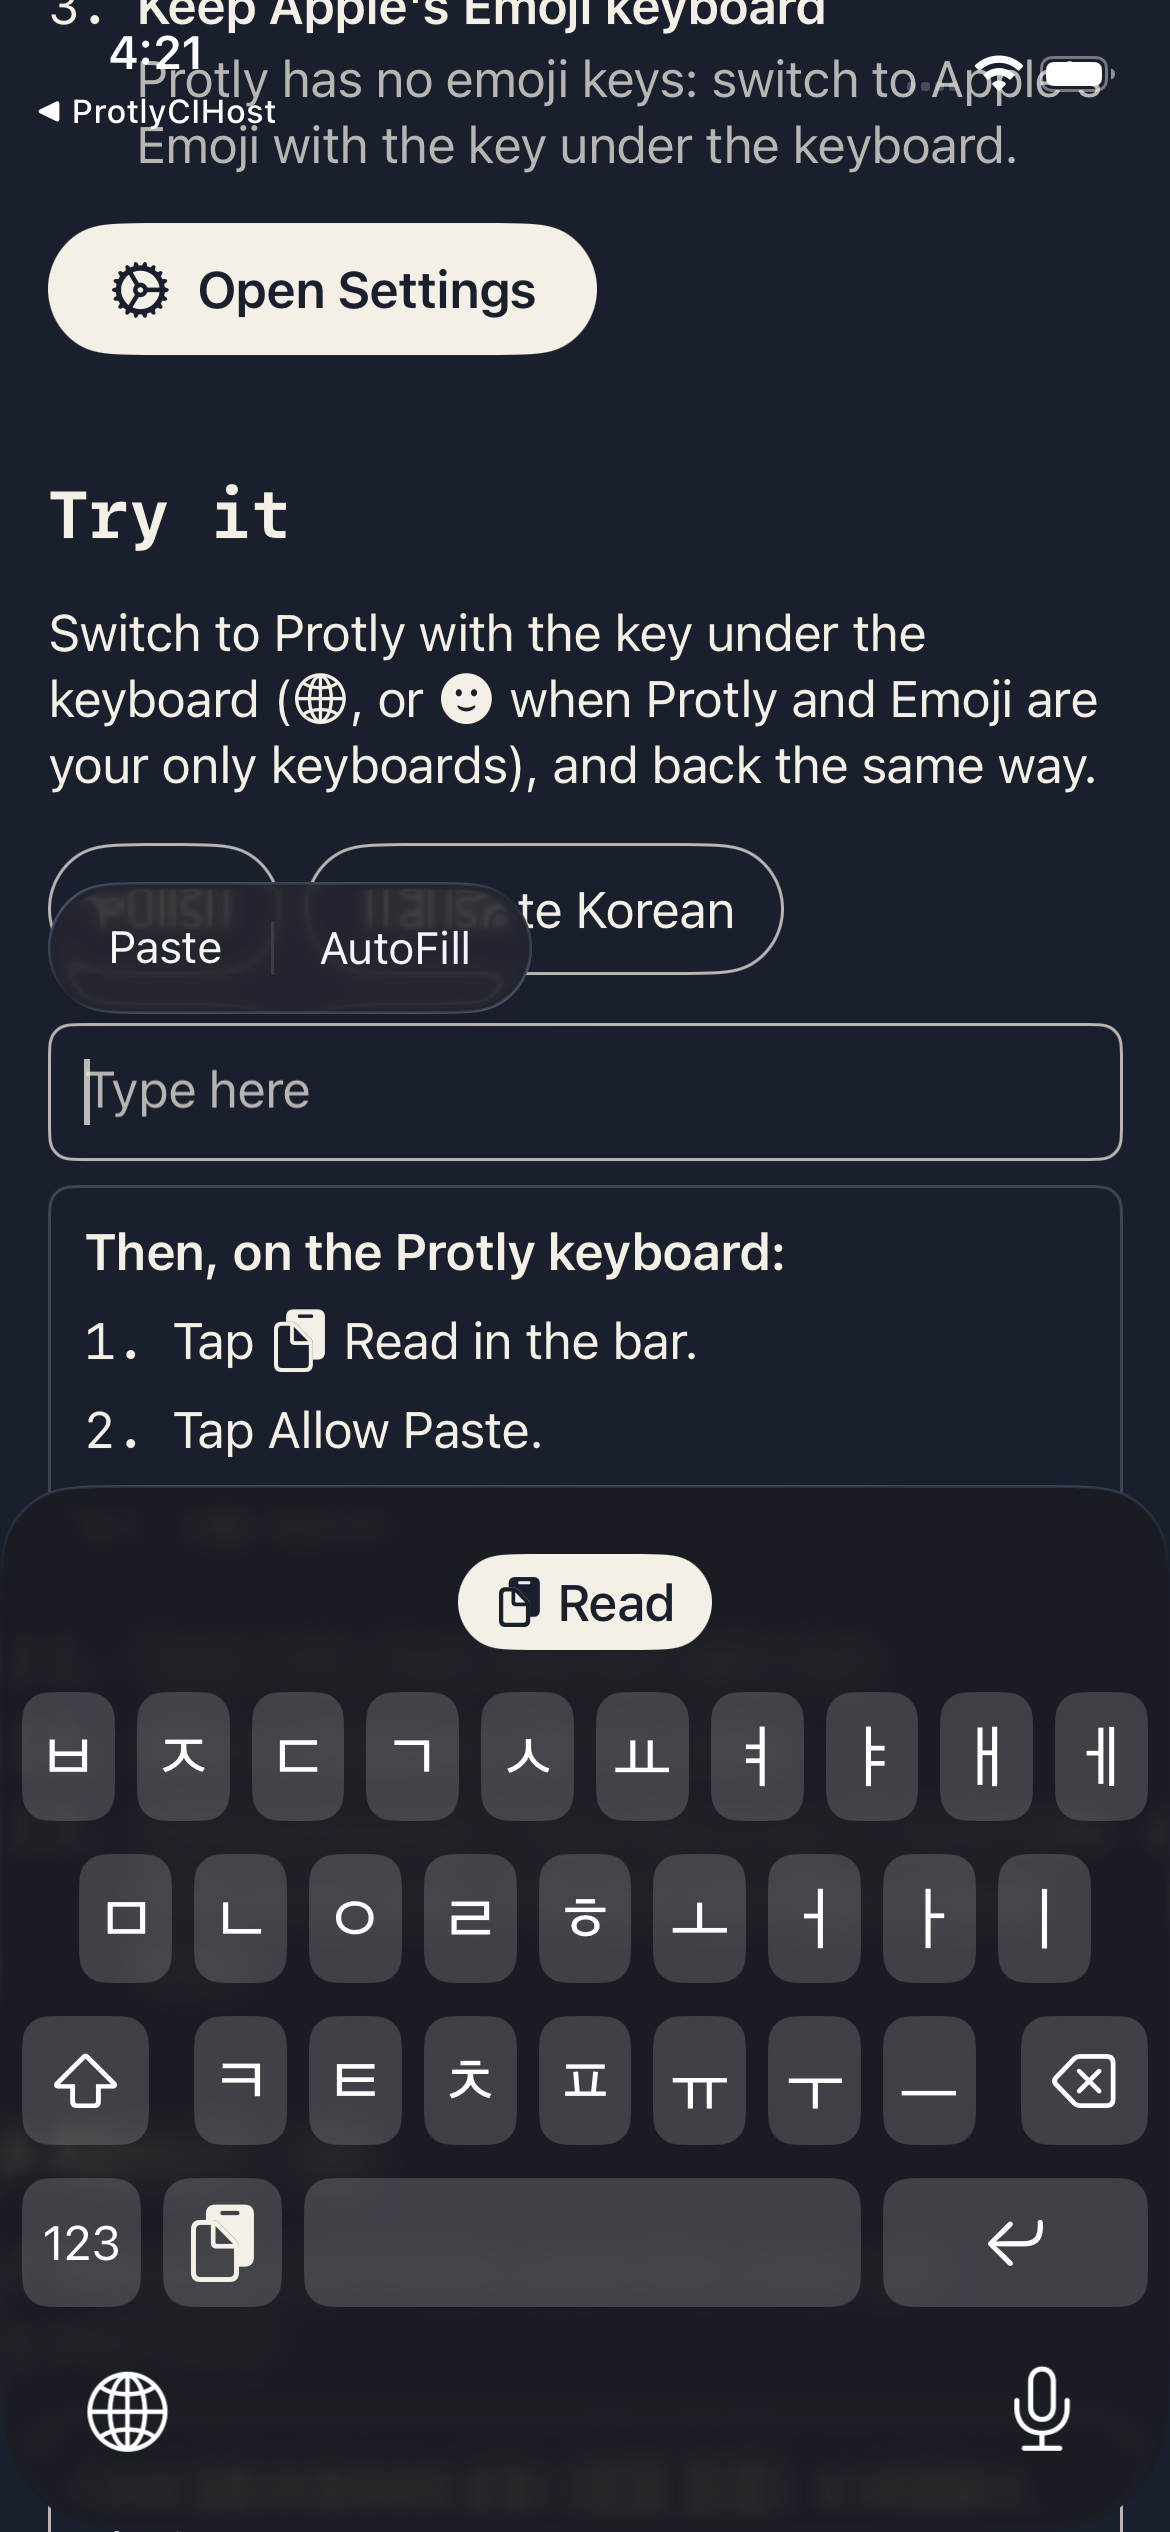 3. Keep Apple's Emoji keyboard
4:21
Protly has no emoji keys: switch to Apple's
ProtlyCIHost
Emoji with the key under the keyboard.
Open Settings
Try it
Switch to Protly with the key under the
keyboard (, or when Protly and Emoji are
your only keyboards), and back the same way.
te Korean
Paste AutoFill
Type here
Then, on the Protly keyboard:
1. Tap Read in the bar.
2. Tap Allow Paste.
Read
ㅂ ㅈ ㄷ ㄱ ㅅ ㅛ ㅕ ㅑ ㅐ ㅔ
ㅁ ㄴ ㅇ ㄹ ㅎ ㅗ ㅓ ㅏ ㅣ
ㅋ ㅌ ㅊ ㅍ ㅠ ㅜ ㅡ
123